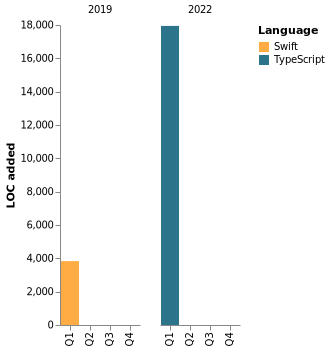 2019
2022
Language
Swift
TypeScript
LOC added
18,000
16,000
14,000
12,000
10,000
8,000
6,000
4,000
2,000
0
Q1
Q2
Q3
Q4
Q1
Q2
Q3
Q4